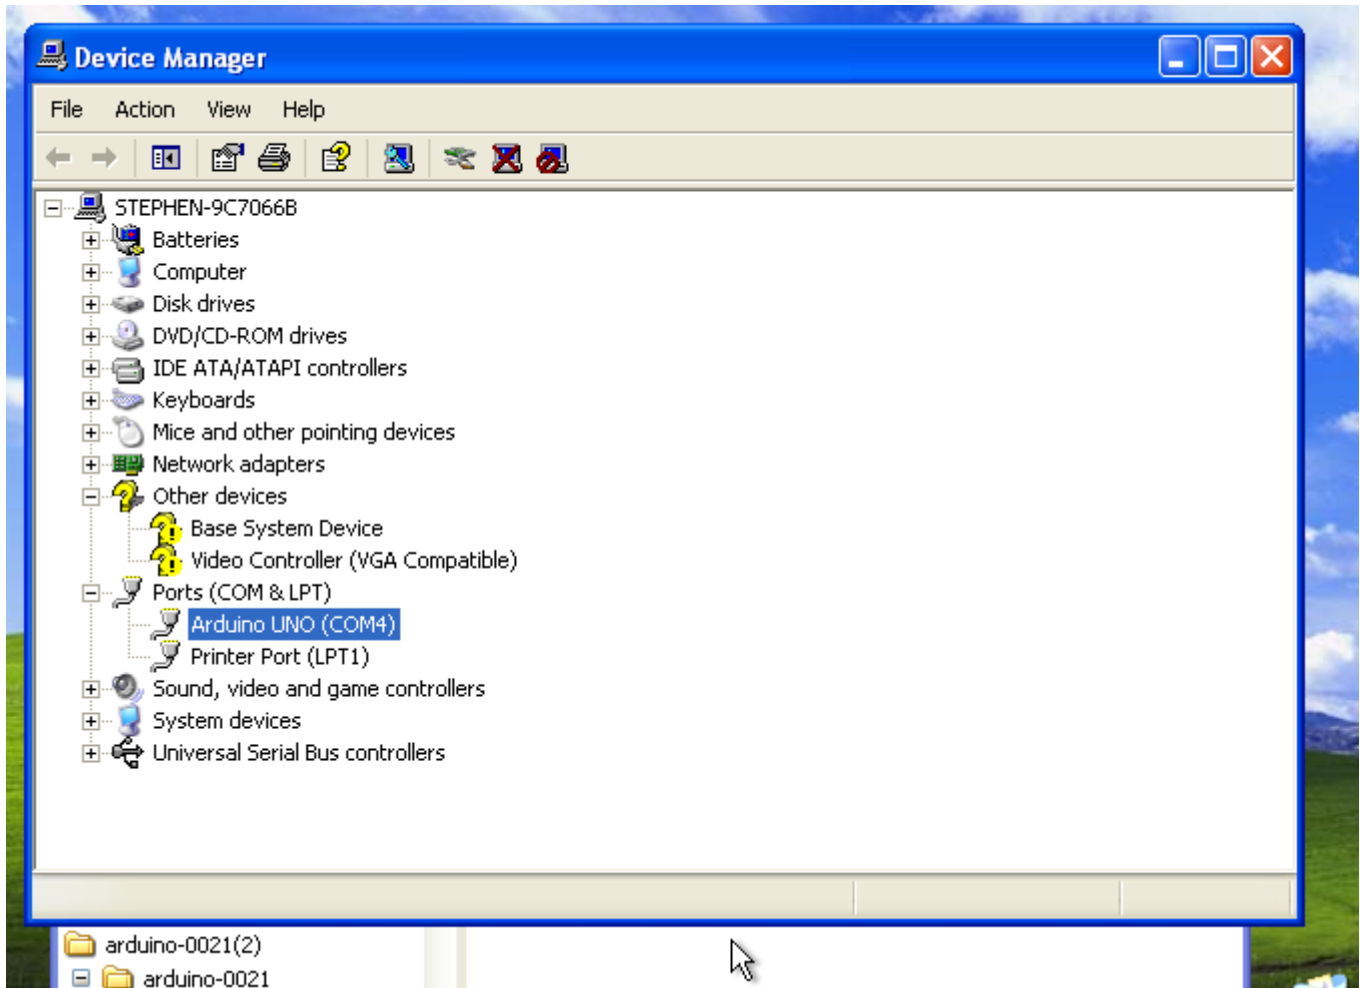 Device Manager
File Action View Help
STEPHEN-9C7066B
Batteries
Computer
Disk drives
DVD/CD-ROM drives
IDE ATA/ATAPI controllers
Keyboards
Mice and other pointing devices
Network adapters
Other devices
Base System Device
Video Controller (VGA Compatible)
Ports (COM & LPT)
Arduino UNO (COM4)
Printer Port (LPT1)
Sound, video and game controllers
System devices
Universal Serial Bus controllers
arduino-0021(2)
arduino-0021